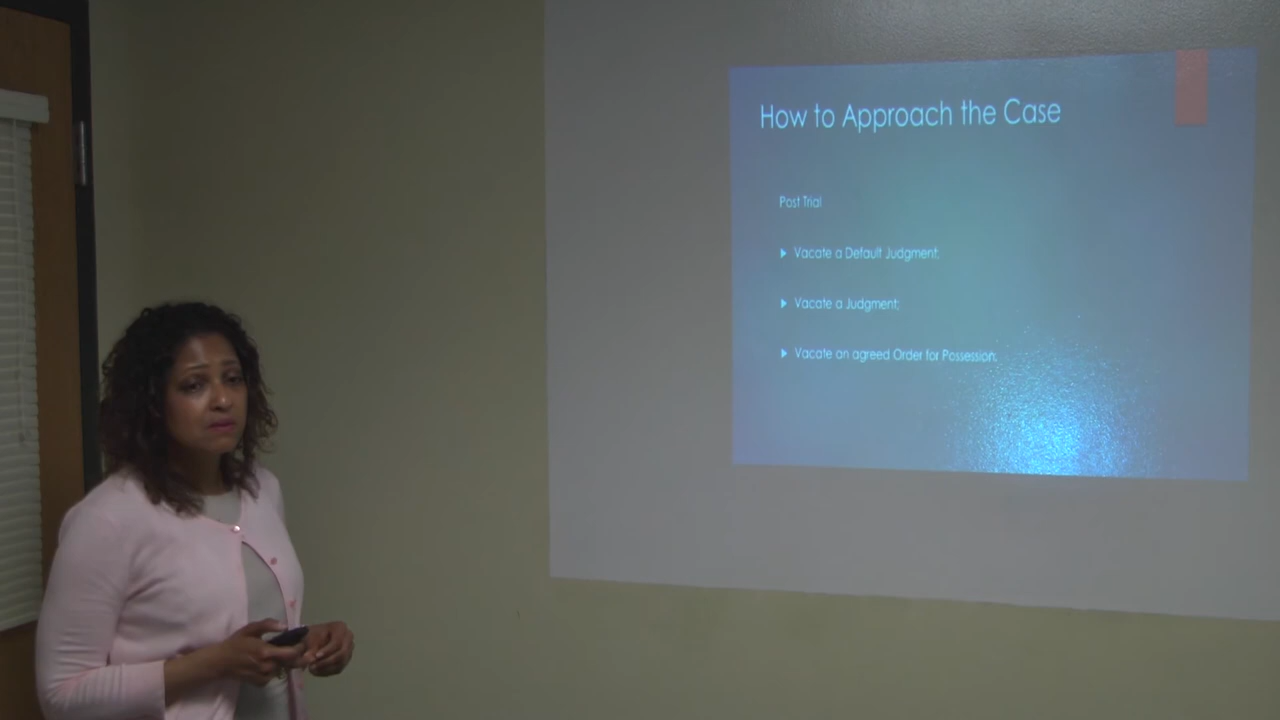 How to Approach the Case
Post Trial
Vacate a Default Judgment;
Vacate a Judgment;
Vacate an agreed Order for Possession;